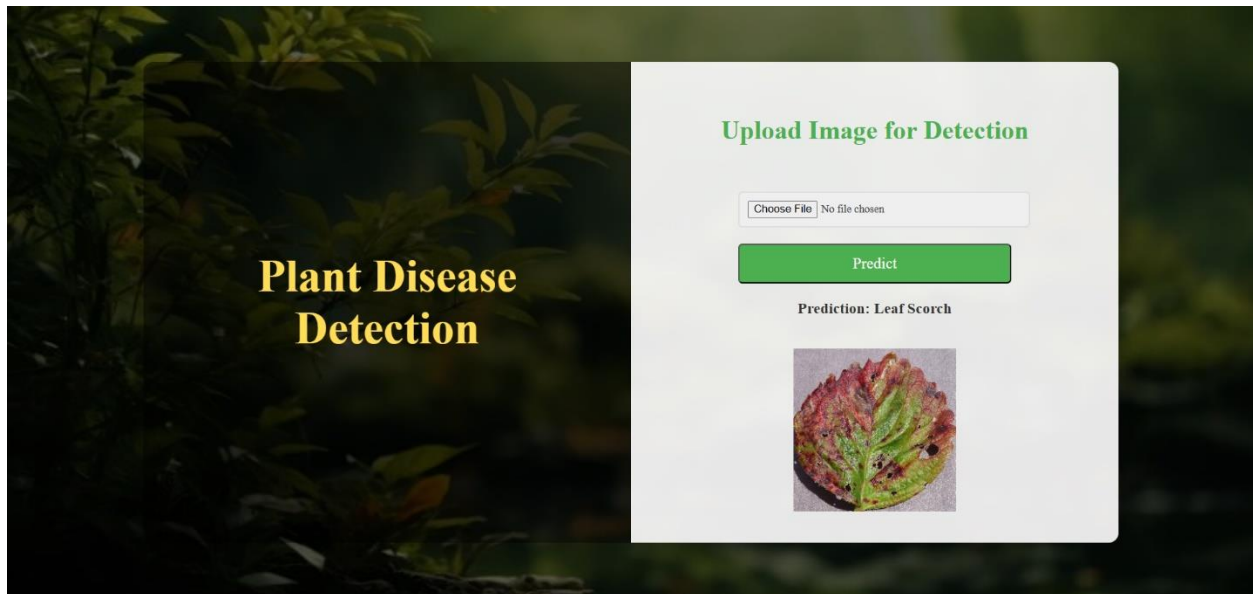 Plant Disease
Detection
Upload Image for Detection
Choose File No file chosen
Predict
Prediction: Leaf Scorch